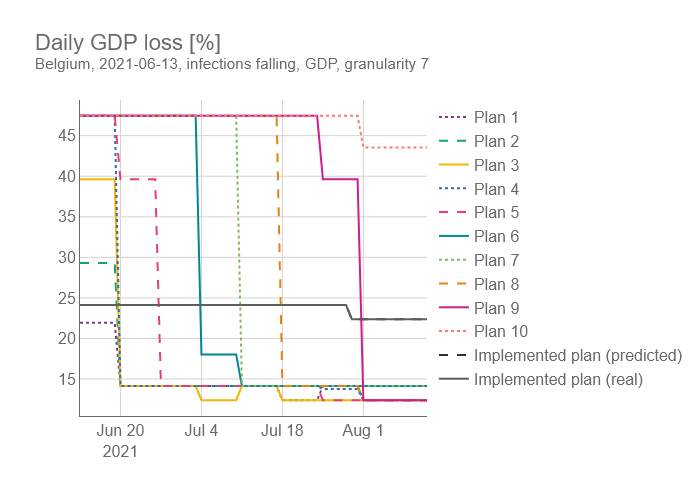 Daily GDP loss [%]
Belgium, 2021-06-13, infections falling, GDP, granularity 7
45
40
35
30
25
20
15
Jun 20
2021
Jul 4
Jul 18
Aug 1
Plan 1
Plan 2
Plan 3
Plan 4
Plan 5
Plan 6
Plan 7
Plan 8
Plan 9
Plan 10
Implemented plan (predicted)
Implemented plan (real)